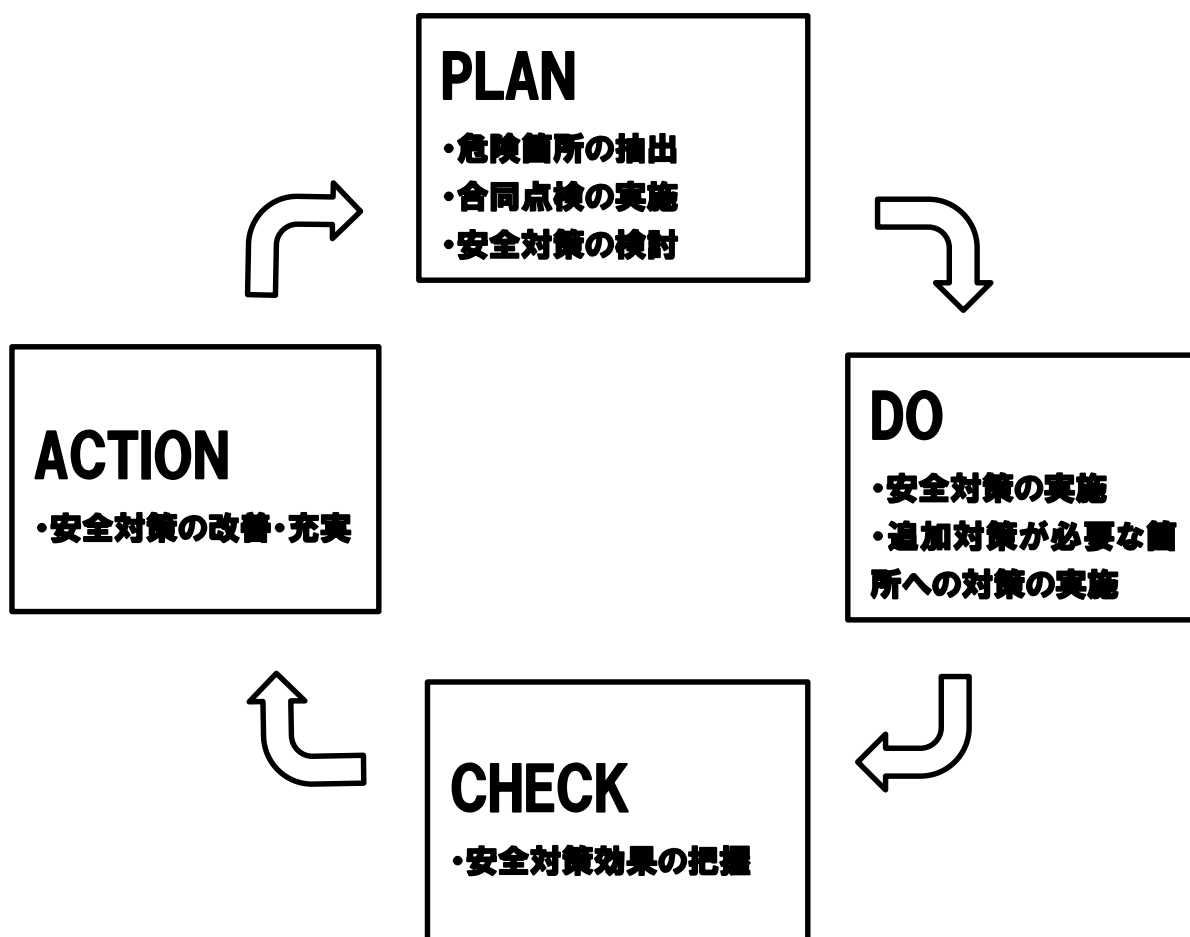 PLAN
・危険箇所の抽出
・合同点検の実施
・安全対策の検討
DO
・安全対策の実施
・追加対策が必要な箇
所への対策の実施
CHECK
・安全対策効果の把握
ACTION
・安全対策の改善・充実